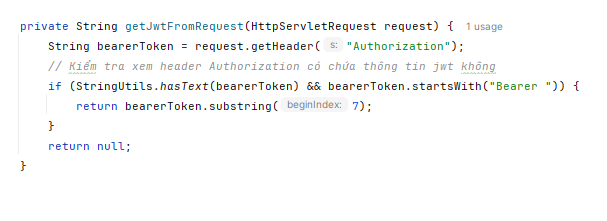 private String getJwtFromRequest(HttpServletRequest request) { 1 usage
String bearerToken = request.getHeader( s: "Authorization");
// Kiểm tra xem header Authorization có chứa thông tin jwt không
if (StringUtils.hasText(bearerToken) && bearerToken.startsWith("Bearer ")) {
return bearerToken.substring( beginIndex: 7);
}
return null;
}